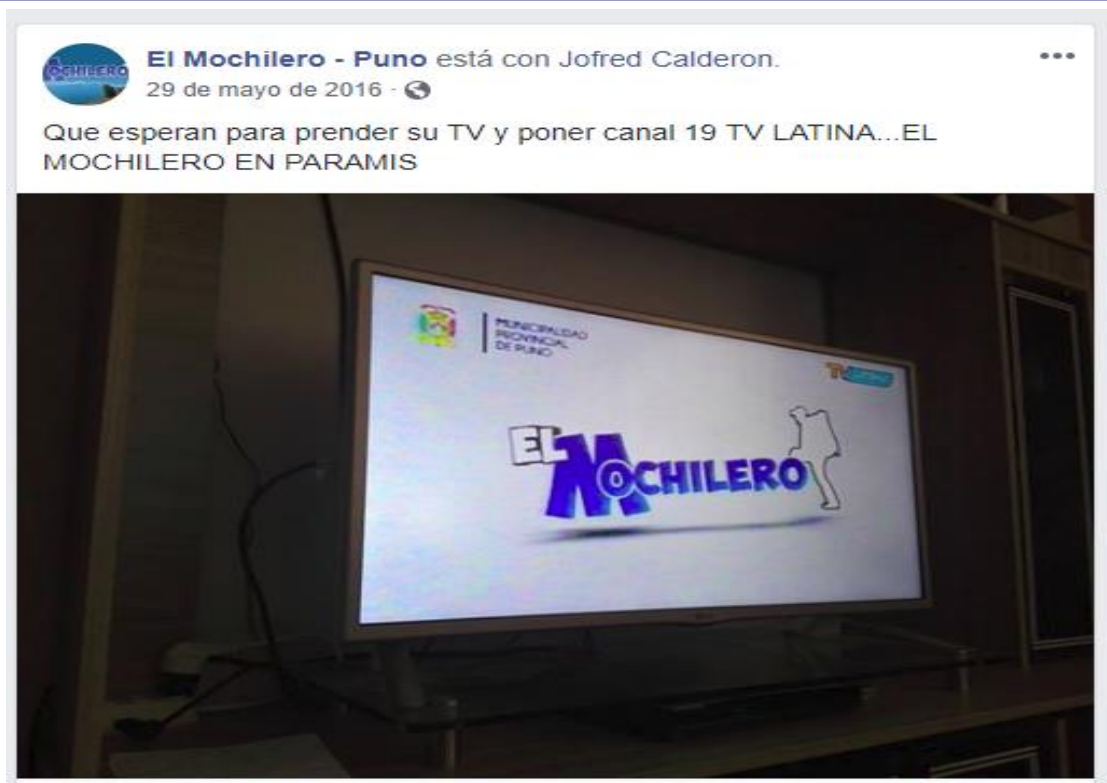 El Mochilero - Puno está con Jofred Calderon.
29 de mayo de 2016
Que esperan para prender su TV y poner canal 19 TV LATINA...EL
MOCHILERO EN PARAMIS
MUNICIPALIDAD
PROVINCIAL
DE PUNO
EL
MOCHILERO